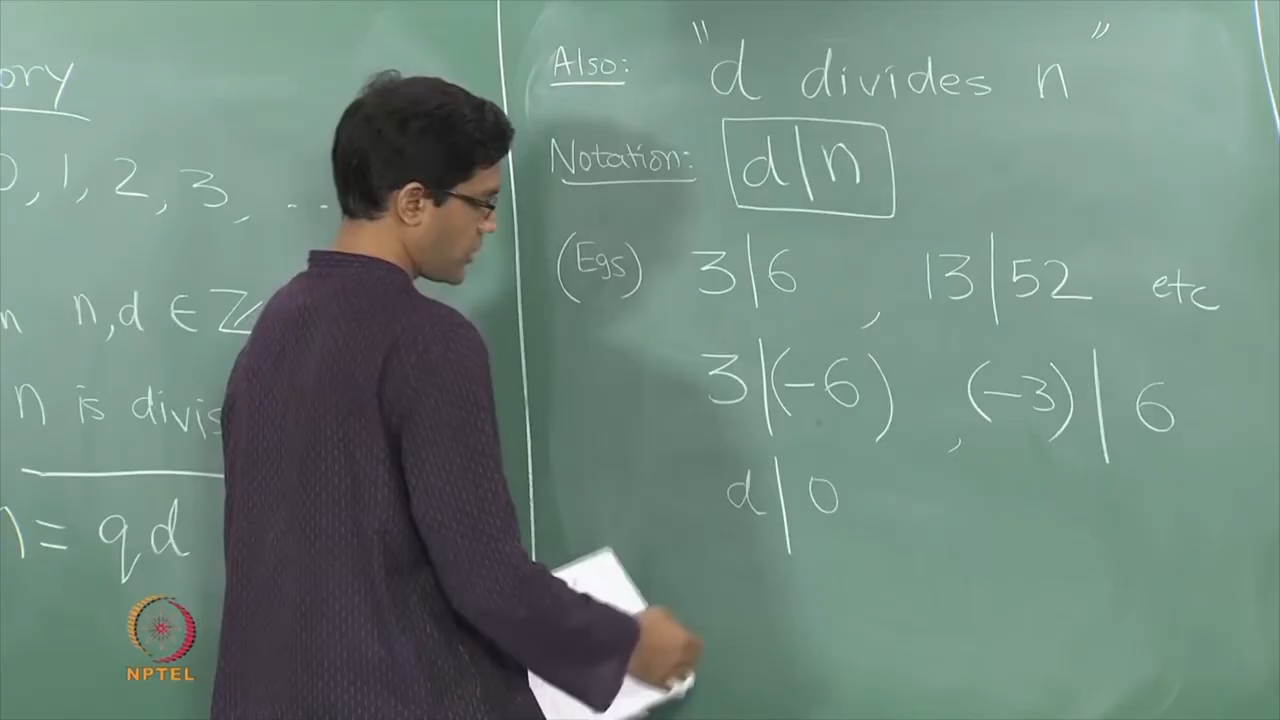 ory
0, 1, 2, 3, ...
n n, d ∈ ℤ
n is divis
n = qd
Also: "d divides n"
Notation: d|n
(Egs) 3|6, 13|52 etc
3|(-6), (-3)|6
d|0
NPTEL